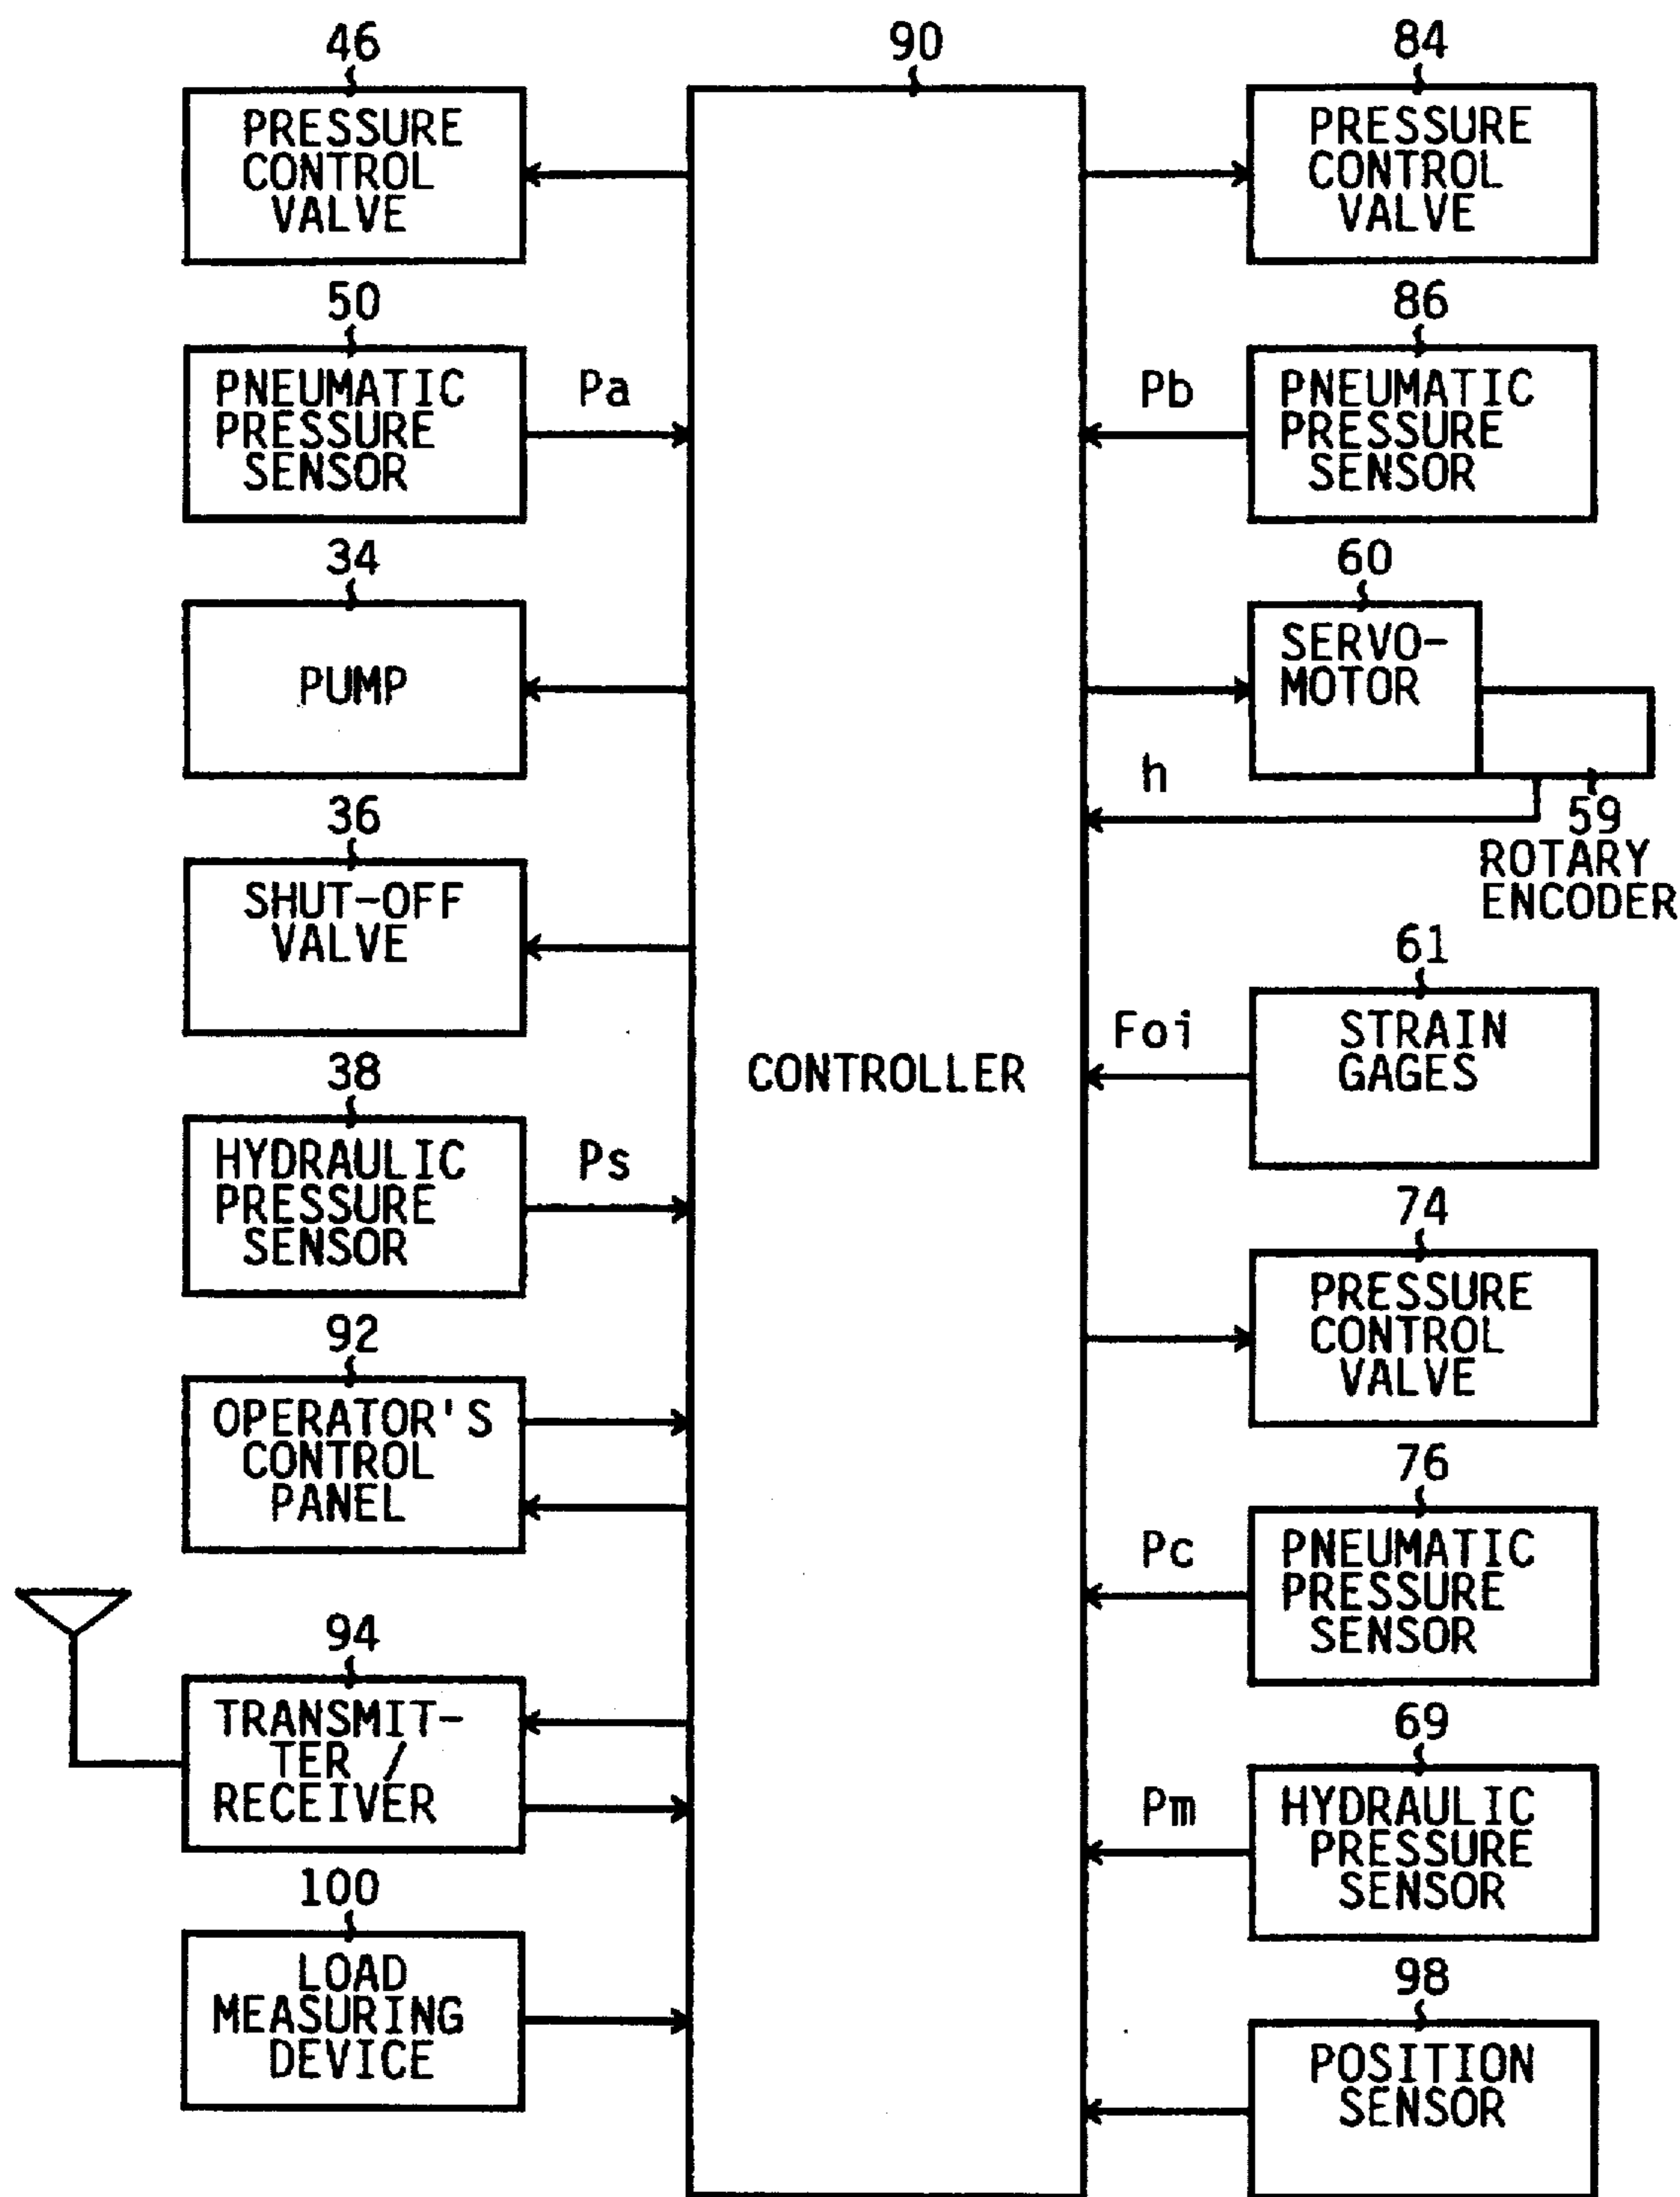 46
PRESSURE
CONTROL
VALVE
50
PNEUMATIC
PRESSURE
SENSOR
Pa
34
PUMP
36
SHUT-OFF
VALVE
38
HYDRAULIC
PRESSURE
SENSOR
Ps
92
OPERATOR'S
CONTROL
PANEL
94
TRANSMIT-
TER /
RECEIVER
100
LOAD
MEASURING
DEVICE
90
CONTROLLER
84
PRESSURE
CONTROL
VALVE
86
Pb
PNEUMATIC
PRESSURE
SENSOR
60
SERVO-
MOTOR
h
59
ROTARY
ENCODER
61
Foi
STRAIN
GAGES
74
PRESSURE
CONTROL
VALVE
76
Pc
PNEUMATIC
PRESSURE
SENSOR
69
Pm
HYDRAULIC
PRESSURE
SENSOR
98
POSITION
SENSOR